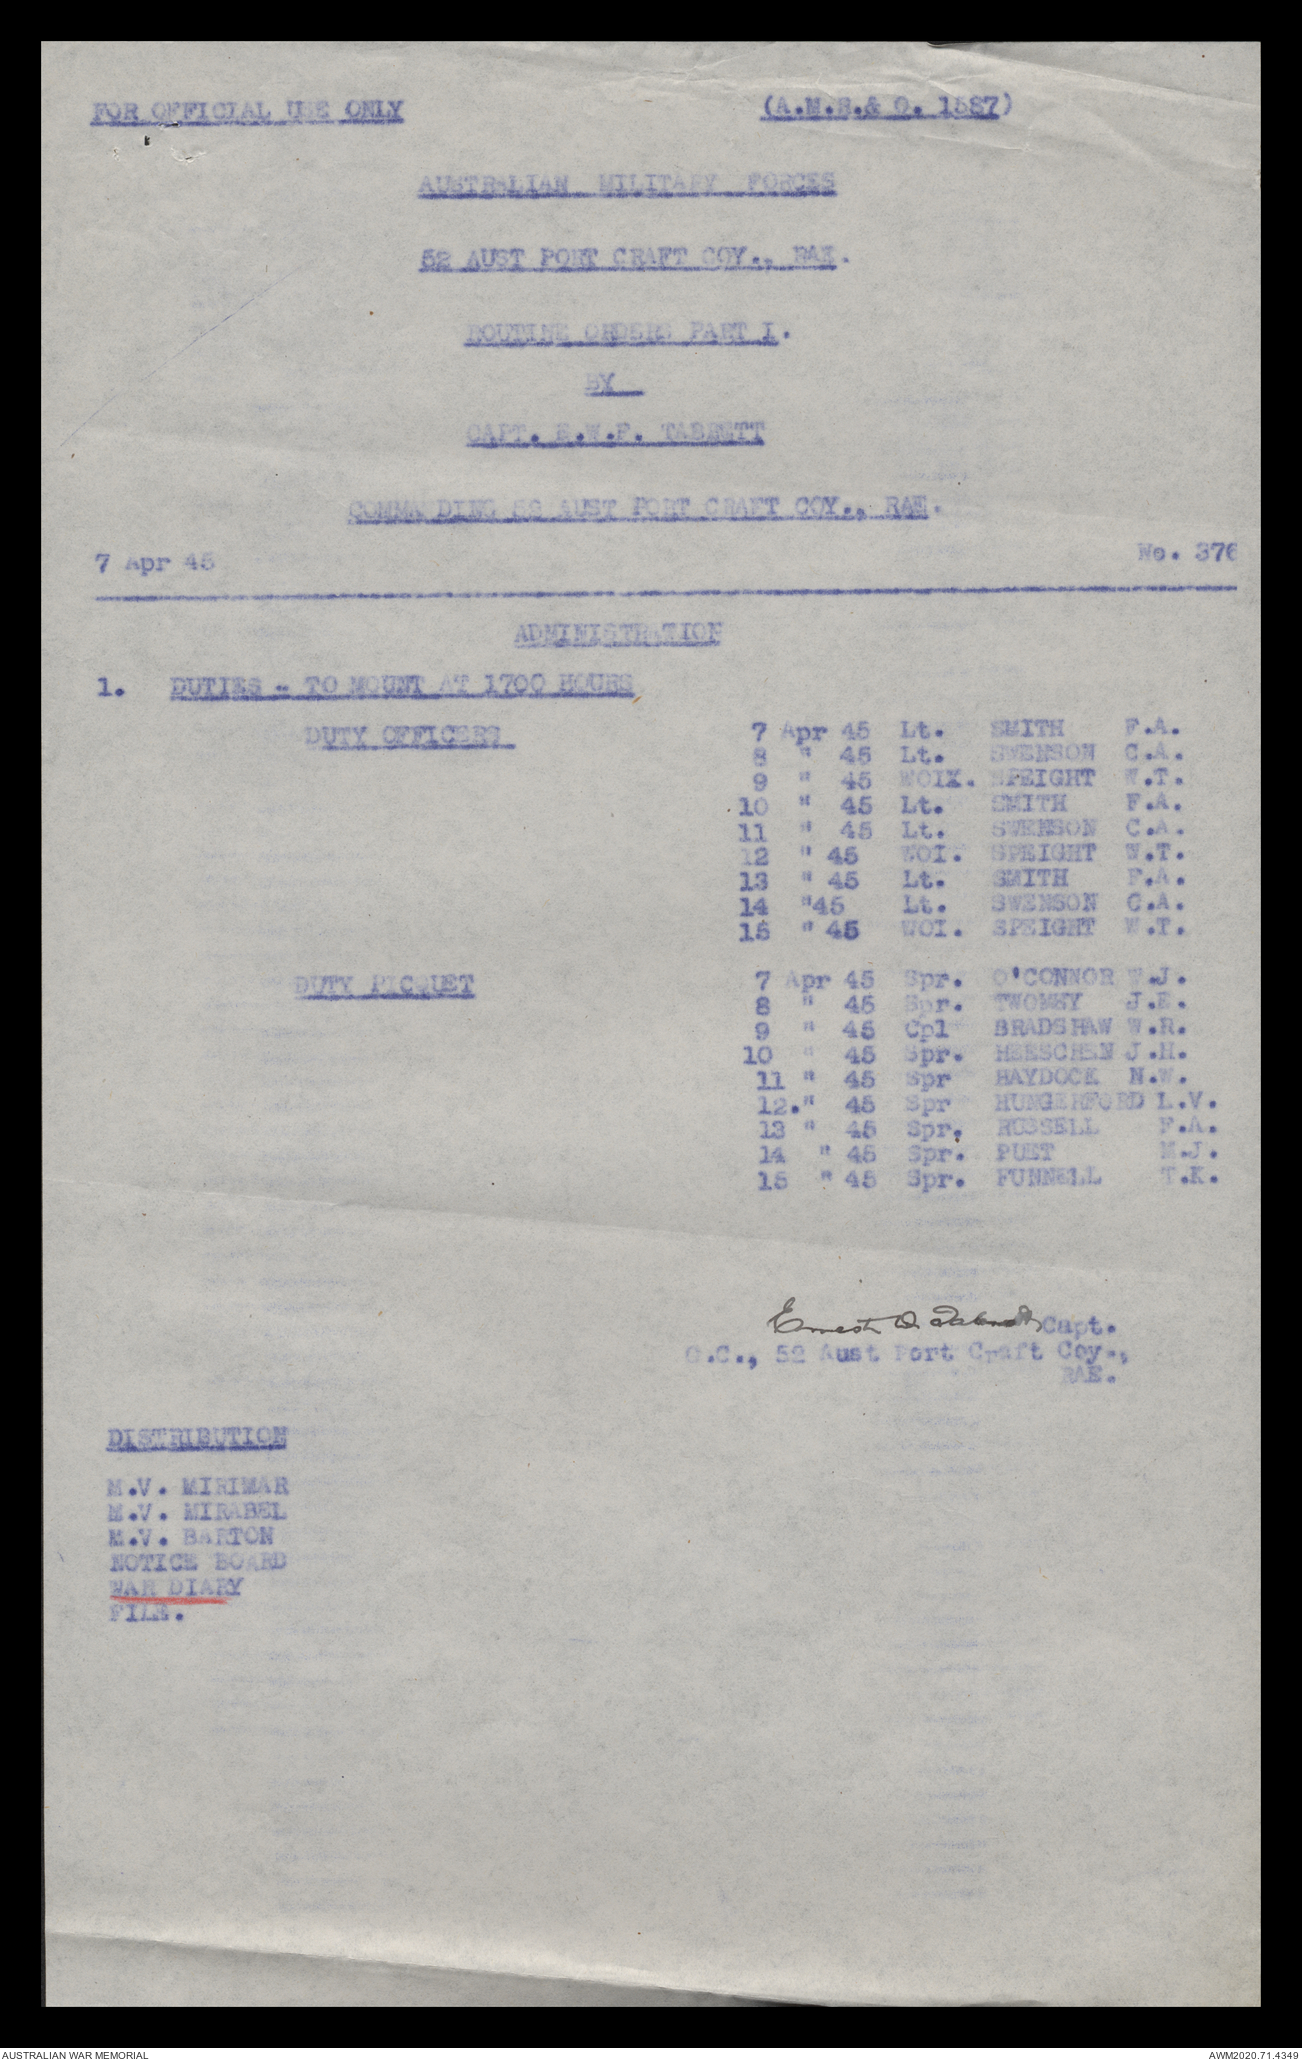 FOR OFFICIAL USE ONLY (A.M.R.& O. 1587)
AUSTRALIAN MILITARY FORCES
52 AUST PORT CRAFT COY., RAE.
ROUTINE ORDERS PART I.
BY
CAPT. E.W.F. TABRETT
COMMANDING 52 AUST PORT CRAFT COY., RAE.
7 Apr 45 No. 376
ADMINISTRATION
1. DUTIES - TO MOUNT AT 1700 HOURS
DUTY OFFICERS 7 Apr 45 Lt. SMITH F.A.
8 " 45 Lt. SWENSON C.A.
9 " 45 WOIX. SPEIGHT W.T.
10 " 45 Lt. SMITH F.A.
11 " 45 Lt. SWENSON C.A.
12 " 45 WOI. SPEIGHT W.T.
13 " 45 Lt. SMITH F.A.
14 "45 Lt. SWENSON C.A.
15 " 45 WOI. SPEIGHT W.T.
DUTY PICQUET 7 Apr 45 Spr. O'CONNOR W.J.
8 " 45 Spr. TWOMEY J.E.
9 " 45 Cpl BRADSHAW W.R.
10 " 45 Spr. HEESCHEN J.H.
11 " 45 Spr HAYDOCK N.W.
12." 45 Spr HUNGERFORD L.V.
13 " 45 Spr. RUSSELL F.A.
14 " 45 Spr. PUET M.J.
15 " 45 Spr. FUNNELL T.K.
Ernest Capt.
O.C., 52 Aust Port Craft Coy.,
RAE.
DISTRIBUTION
M.V. MIRIMAR
M.V. MIRABEL
M.V. BARTON
NOTICE BOARD
WAR DIARY
FILE.
AUSTRALIAN WAR MEMORIAL AWM2020.71.4349